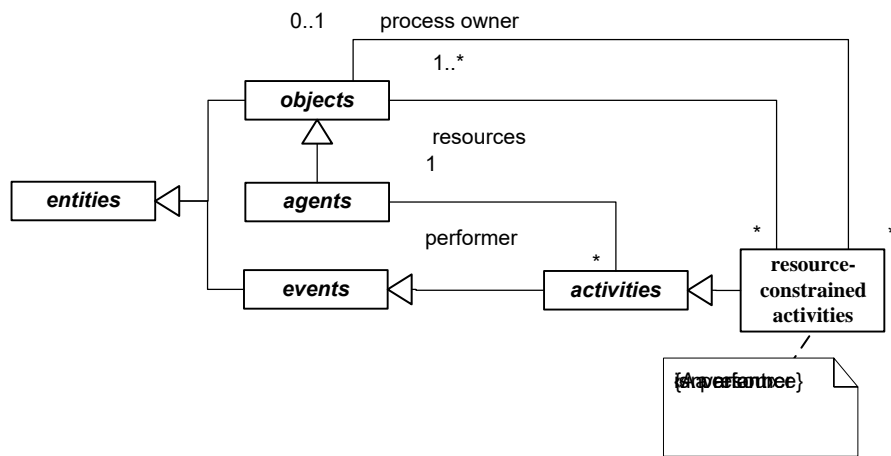 0..1 process owner
1..*
objects
resources
1
entities
agents
performer
*
*
*
events
activities
resource-
constrained
activities